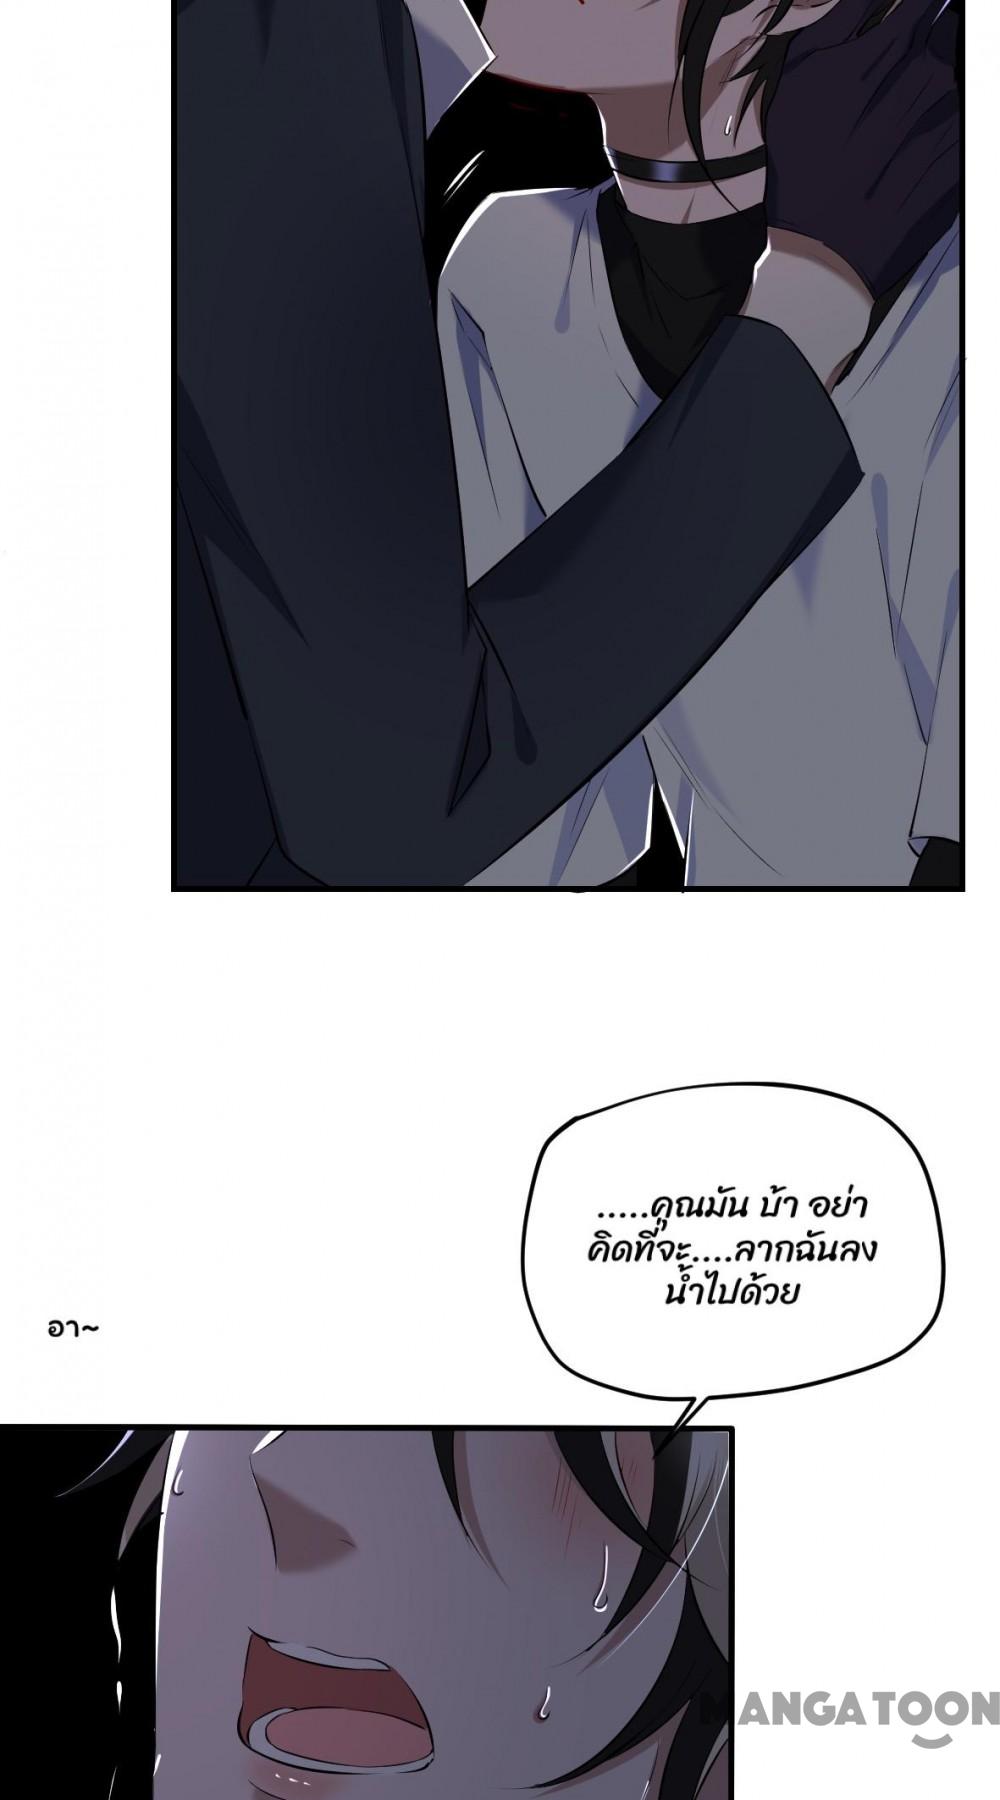 .....คุณมัน บ้า อย่า
คิดที่จะ....ลากฉันลง
น้ำไปด้วย
อา~
MANGATOON